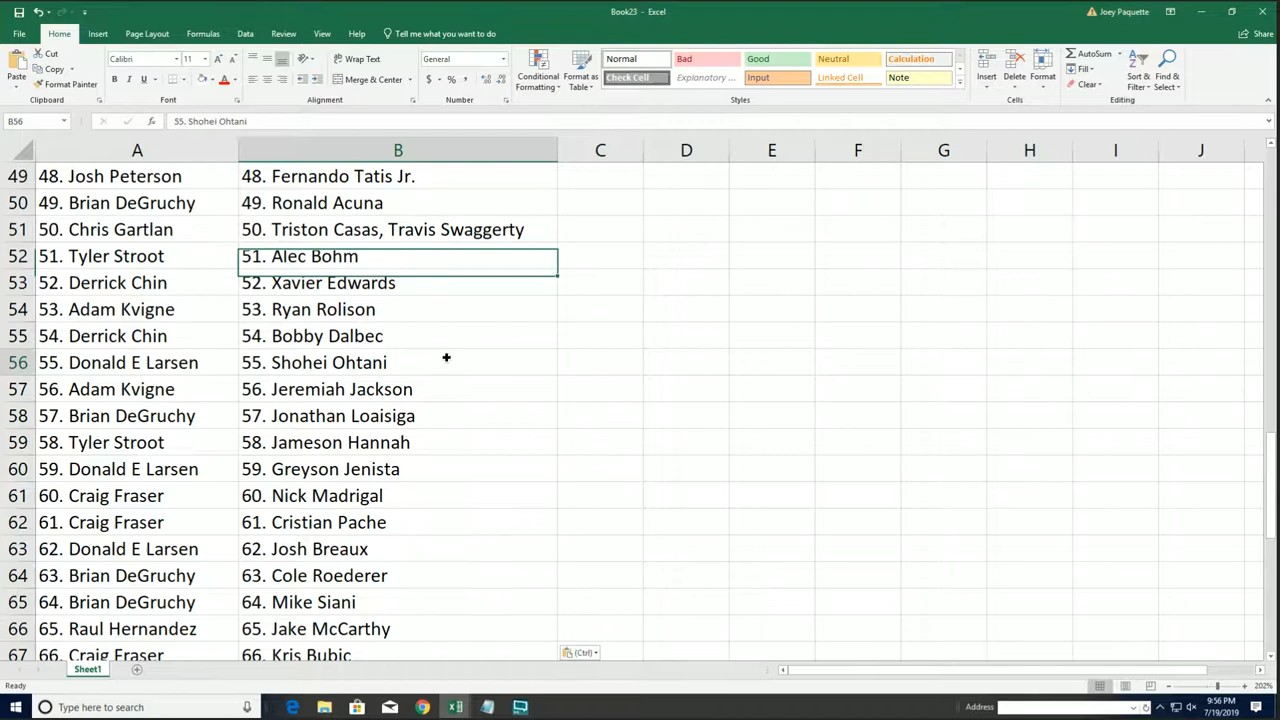 Book23 - Excel
Joey Paquette
File Home Insert Page Layout Formulas Data Review View Help Tell me what you want to do Share
Paste Cut Copy Format Painter Clipboard
Calibri 11 B I U A Font
Wrap Text Merge & Center Alignment
General $ % Number
Conditional Formatting Format as Table
Normal Bad Good Neutral Calculation
Check Cell Explanatory ... Input Linked Cell Note
Styles
Insert Delete Format Cells
AutoSum Fill Clear Sort & Filter Find & Select Editing
B56 fx 55. Shohei Ohtani
A B C D E F G H I J
49 48. Josh Peterson 48. Fernando Tatis Jr.
50 49. Brian DeGruchy 49. Ronald Acuna
51 50. Chris Gartlan 50. Triston Casas, Travis Swaggerty
52 51. Tyler Stroot 51. Alec Bohm
53 52. Derrick Chin 52. Xavier Edwards
54 53. Adam Kvigne 53. Ryan Rolison
55 54. Derrick Chin 54. Bobby Dalbec
56 55. Donald E Larsen 55. Shohei Ohtani
57 56. Adam Kvigne 56. Jeremiah Jackson
58 57. Brian DeGruchy 57. Jonathan Loaisiga
59 58. Tyler Stroot 58. Jameson Hannah
60 59. Donald E Larsen 59. Greyson Jenista
61 60. Craig Fraser 60. Nick Madrigal
62 61. Craig Fraser 61. Cristian Pache
63 62. Donald E Larsen 62. Josh Breaux
64 63. Brian DeGruchy 63. Cole Roederer
65 64. Brian DeGruchy 64. Mike Siani
66 65. Raul Hernandez 65. Jake McCarthy
67 66. Craig Fraser 66. Kris Bubic
(Ctrl)
Sheet1
Ready 202%
Type here to search Address 9:56 PM
7/19/2019